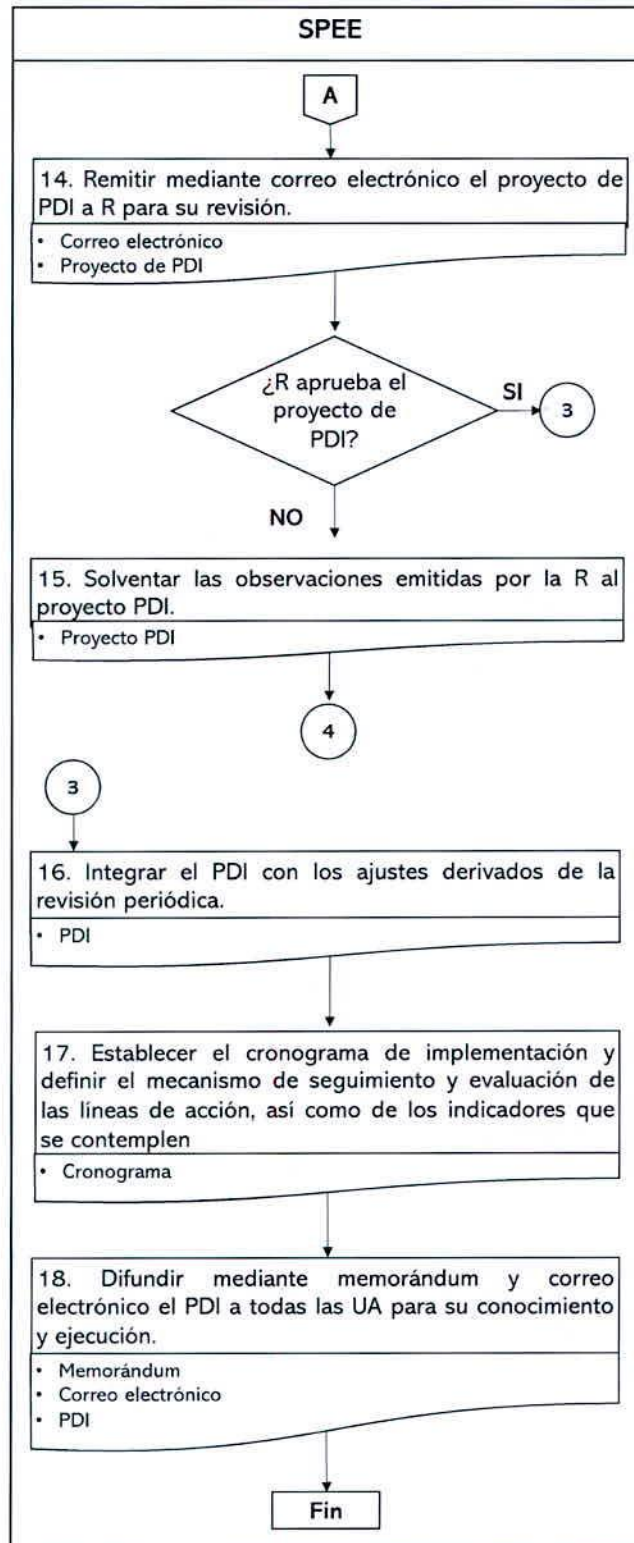 SPEE
A
14. Remitir mediante correo electrónico el proyecto de
PDI a R para su revisión.
• Correo electrónico
• Proyecto de PDI
¿R aprueba el
proyecto de
PDI?
SI
3
NO
15. Solventar las observaciones emitidas por la R al
proyecto PDI.
• Proyecto PDI
4
3
16. Integrar el PDI con los ajustes derivados de la
revisión periódica.
• PDI
17. Establecer el cronograma de implementación y
definir el mecanismo de seguimiento y evaluación de
las líneas de acción, así como de los indicadores que
se contemplen
• Cronograma
18. Difundir mediante memorándum y correo
electrónico el PDI a todas las UA para su conocimiento
y ejecución.
• Memorándum
• Correo electrónico
• PDI
Fin